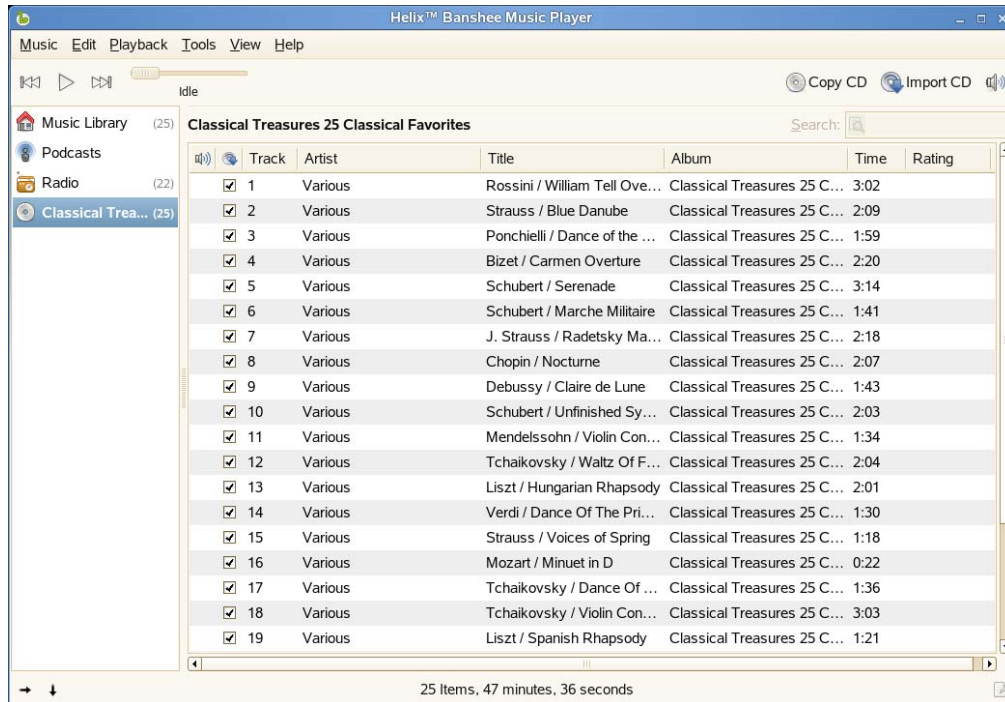 Helix™ Banshee Music Player
Music Edit Playback Tools View Help
Idle
Copy CD Import CD
Music Library (25)
Podcasts
Radio (22)
Classical Trea... (25)
Classical Treasures 25 Classical Favorites
Search:
Track Artist Title Album Time Rating
1 Various Rossini / William Tell Ove... Classical Treasures 25 C... 3:02
2 Various Strauss / Blue Danube Classical Treasures 25 C... 2:09
3 Various Ponchielli / Dance of the ... Classical Treasures 25 C... 1:59
4 Various Bizet / Carmen Overture Classical Treasures 25 C... 2:20
5 Various Schubert / Serenade Classical Treasures 25 C... 3:14
6 Various Schubert / Marche Militaire Classical Treasures 25 C... 1:41
7 Various J. Strauss / Radetsky Ma... Classical Treasures 25 C... 2:18
8 Various Chopin / Nocturne Classical Treasures 25 C... 2:07
9 Various Debussy / Claire de Lune Classical Treasures 25 C... 1:43
10 Various Schubert / Unfinished Sy... Classical Treasures 25 C... 2:03
11 Various Mendelssohn / Violin Con... Classical Treasures 25 C... 1:34
12 Various Tchaikovsky / Waltz Of F... Classical Treasures 25 C... 2:04
13 Various Liszt / Hungarian Rhapsody Classical Treasures 25 C... 2:01
14 Various Verdi / Dance Of The Pri... Classical Treasures 25 C... 1:30
15 Various Strauss / Voices of Spring Classical Treasures 25 C... 1:18
16 Various Mozart / Minuet in D Classical Treasures 25 C... 0:22
17 Various Tchaikovsky / Dance Of ... Classical Treasures 25 C... 1:36
18 Various Tchaikovsky / Violin Con... Classical Treasures 25 C... 3:03
19 Various Liszt / Spanish Rhapsody Classical Treasures 25 C... 1:21
25 Items, 47 minutes, 36 seconds